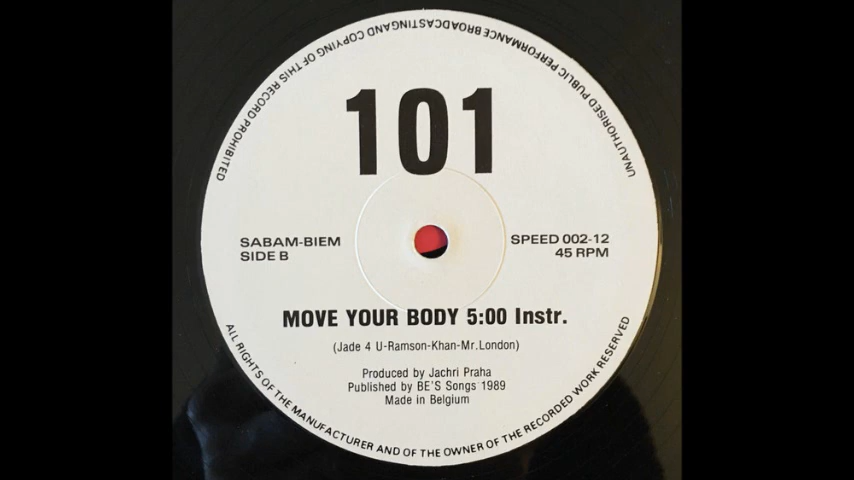 UNAUTHORISED PUBLIC PERFORMANCE BROADCASTINGAND COPYING OF THIS RECORD PROHIBITED
101
SABAM-BIEM
SIDE B
SPEED 002-12
45 RPM
MOVE YOUR BODY 5:00 Instr.
(Jade 4 U-Ramson-Khan-Mr.London)
Produced by Jachri Praha
Published by BE'S Songs 1989
Made in Belgium
ALL RIGHTS OF THE MANUFACTURER AND OF THE OWNER OF THE RECORDED WORK RESERVED